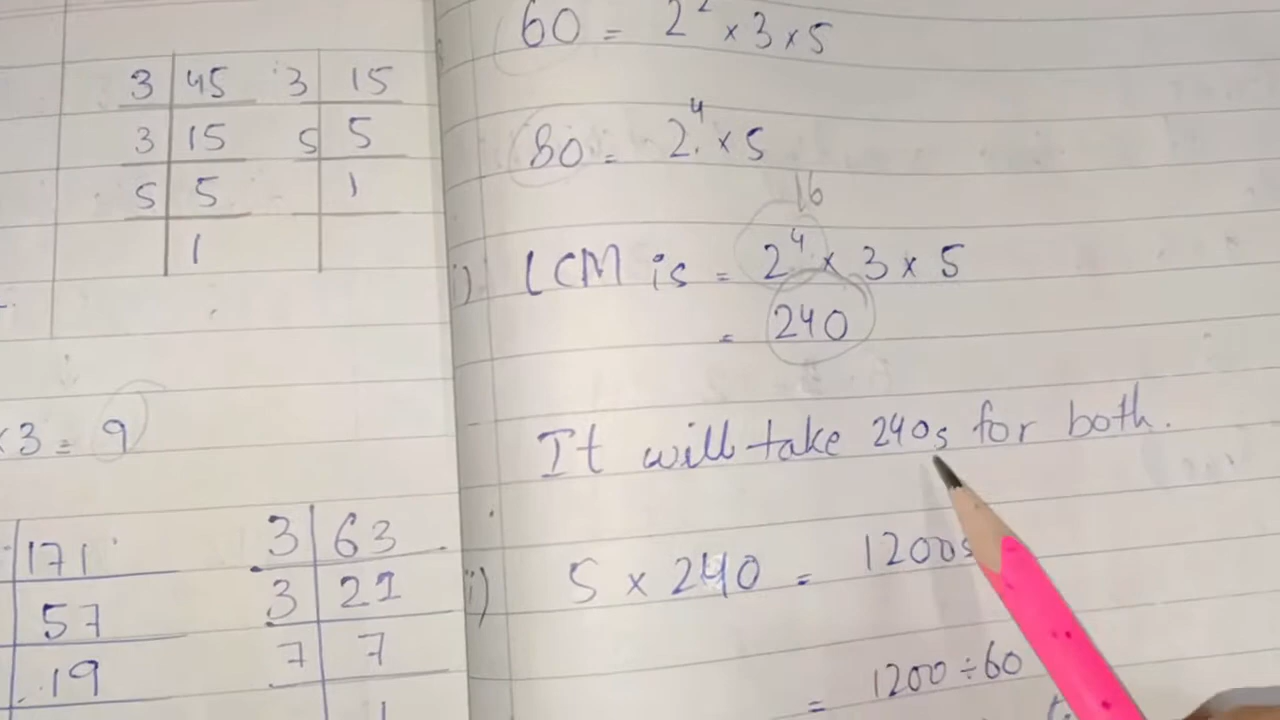 3 | 45
3 | 15
5 | 5
1
3 | 15
5 | 5
1
×3 = 9
171
57
19
3 | 63
3 | 21
7 | 7
1
60 = 2² × 3 × 5
80 = 2⁴ × 5
16
i) LCM is = 2⁴ × 3 × 5
= 240
It will take 240s for both.
ii) 5 × 240 = 1200s
= 1200 ÷ 60